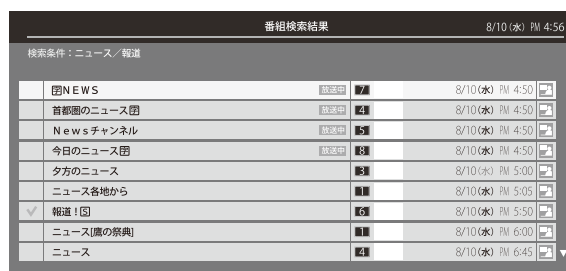 番組検索結果 8/10(水) PM 4:56
検索条件：ニュース／報道
字NEWS 放送中 7 8/10(水) PM 4:50
首都圏のニュース字 放送中 4 8/10(水) PM 4:50
Newsチャンネル 放送中 5 8/10(水) PM 4:50
今日のニュース字 放送中 8 8/10(水) PM 4:50
夕方のニュース 3 8/10(水) PM 5:00
ニュース各地から 1 8/10(水) PM 5:05
報道！S 6 8/10(水) PM 5:50
ニュース[鷹の祭典] 1 8/10(水) PM 6:00
ニュース 4 8/10(水) PM 6:45